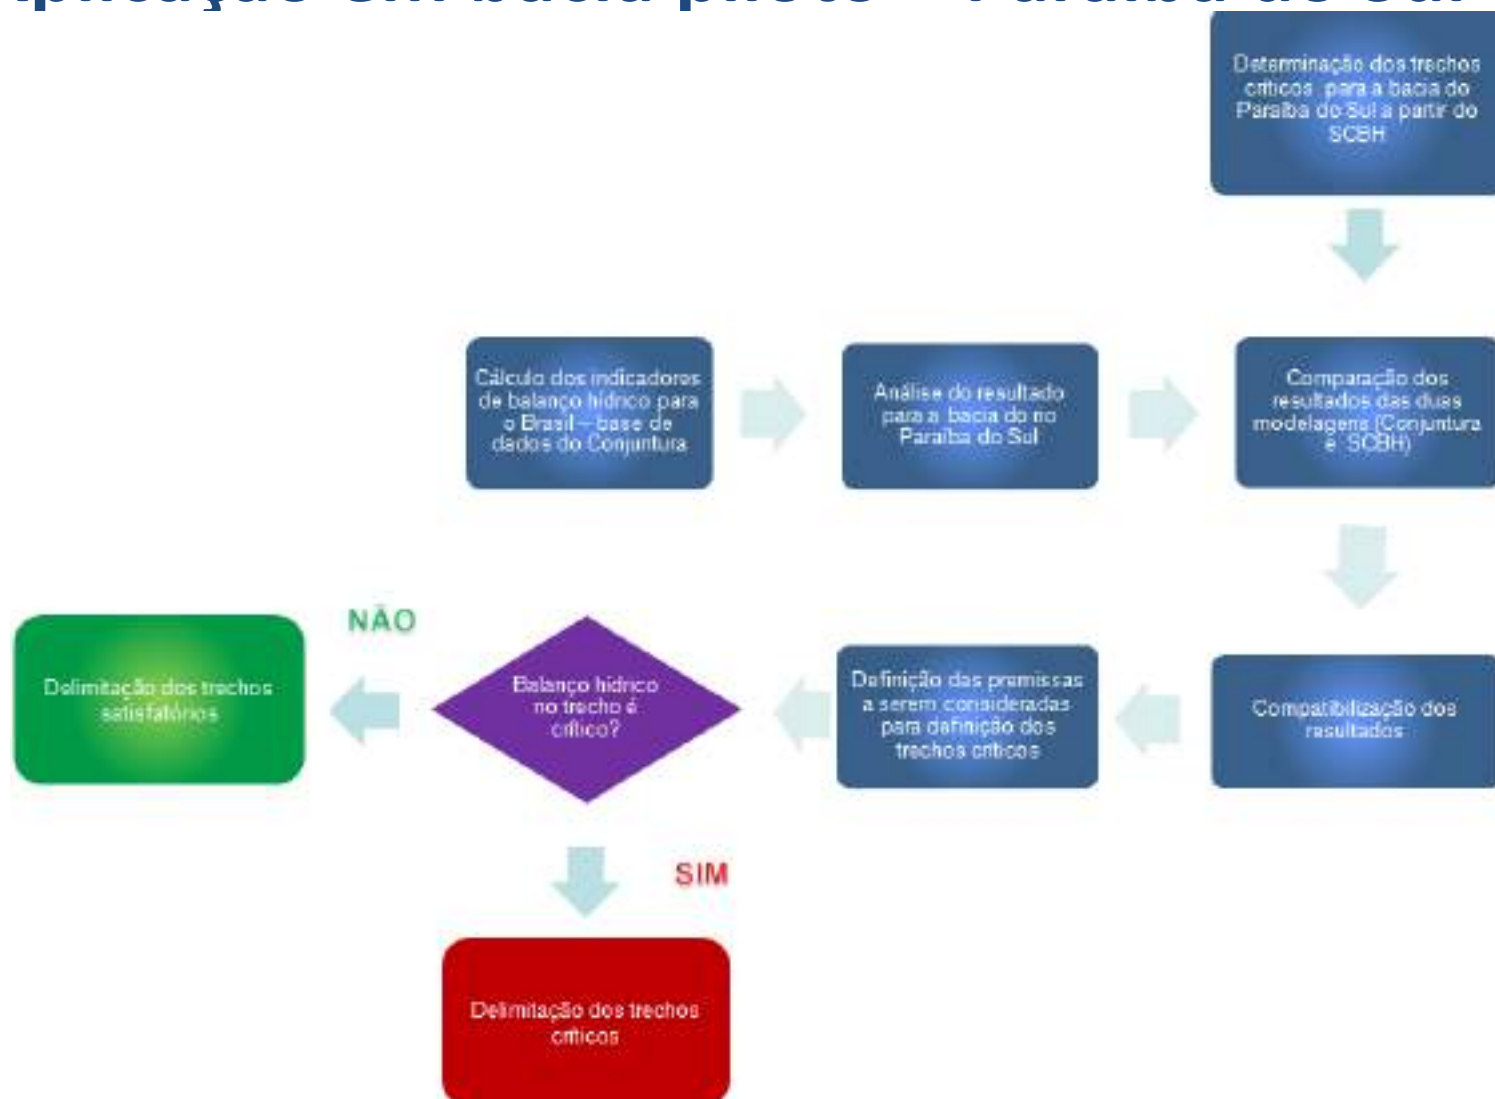 Determinação dos trechos
críticos para a bacia do
Paraíba do Sul a partir do
SCBH
Cálculo dos indicadores
de balanço hídrico para
o Brasil – base de
dados do Conjuntura
Análise do resultado
para a bacia do rio
Paraíba do Sul
Comparação dos
resultados das duas
modelagens (Conjuntura
e SCBH)
NÃO
Delimitação dos trechos
satisfatórios
Balanço hídrico
no trecho é
crítico?
Definição das premissas
a serem consideradas
para definição dos
trechos críticos
Compatibilização dos
resultados
SIM
Delimitação dos trechos
críticos